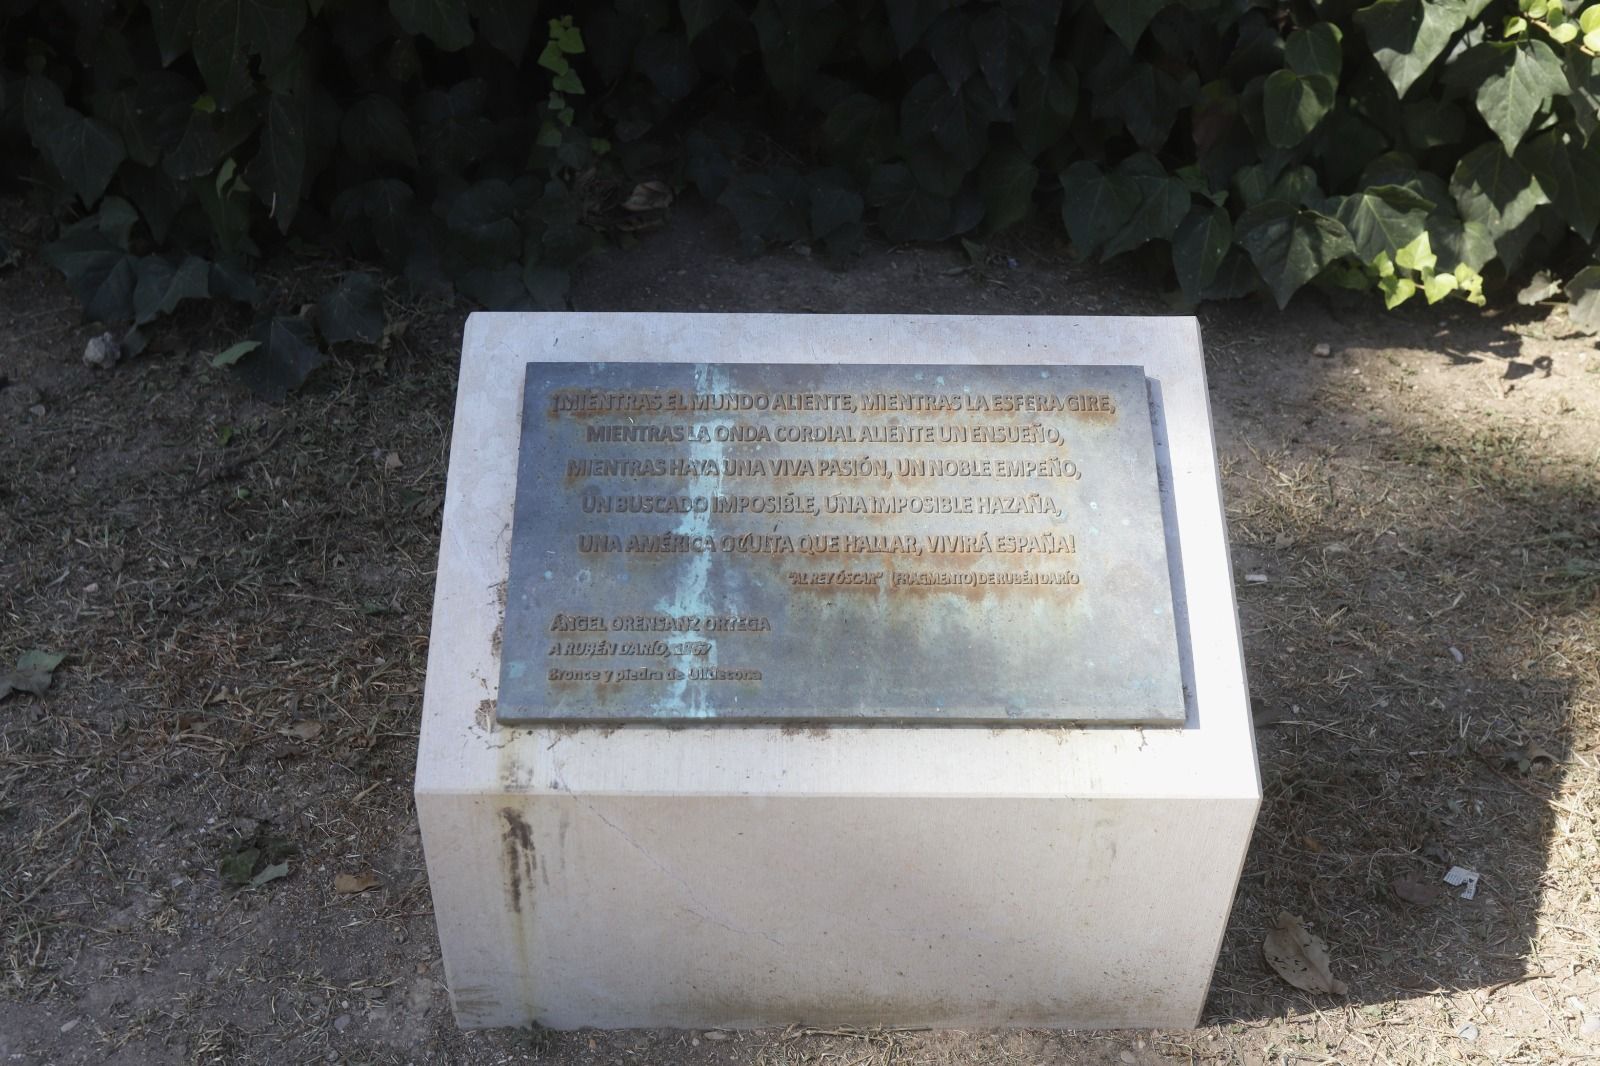 ¡MIENTRAS EL MUNDO ALIENTE, MIENTRAS LA ESFERA GIRE,
MIENTRAS LA ONDA CORDIAL ALIENTE UN ENSUEÑO,
MIENTRAS HAYA UNA VIVA PASIÓN, UN NOBLE EMPEÑO,
UN BUSCADO IMPOSIBLE, UNA IMPOSIBLE HAZAÑA,
UNA AMÉRICA OCULTA QUE HALLAR, VIVIRÁ ESPAÑA!
"AL REY ÓSCAR" (FRAGMENTO) DE RUBÉN DARÍO
ÁNGEL ORENSANZ ORTEGA
A RUBÉN DARÍO, 1967
Bronce y piedra de Ulldecona